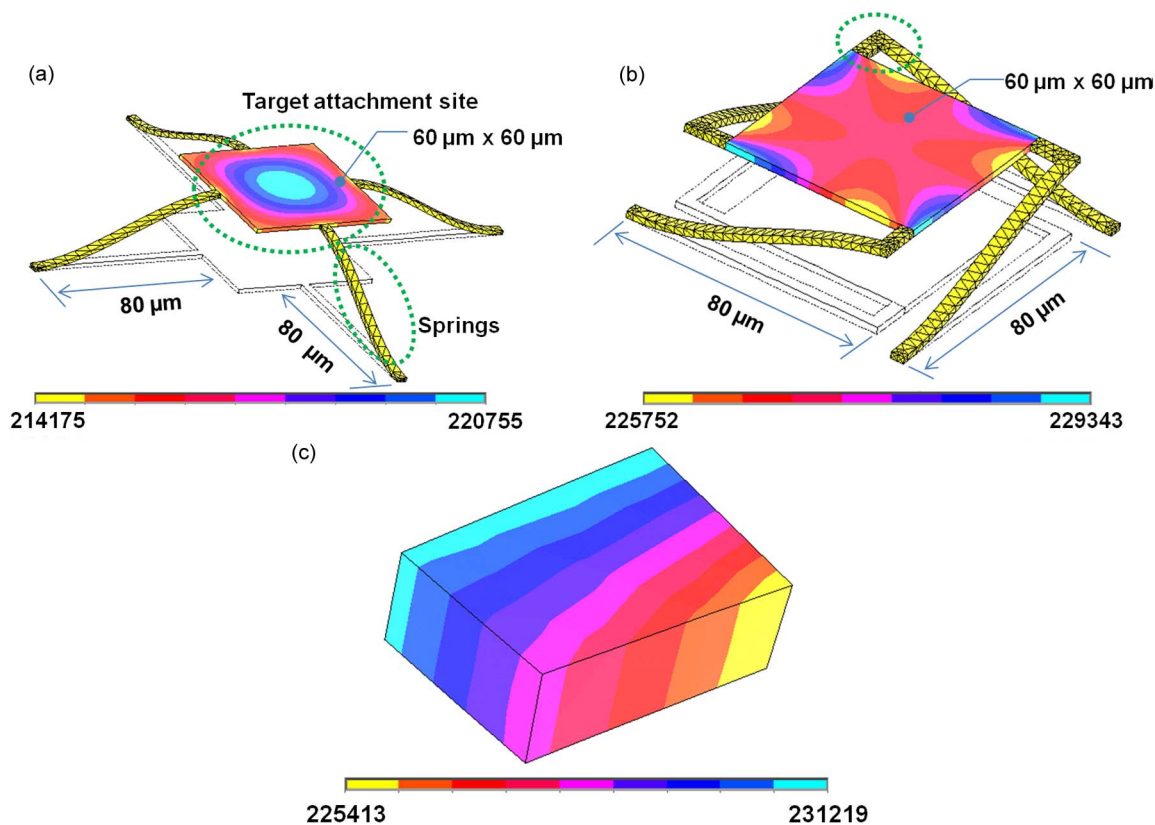 (a)
Target attachment site
60 µm x 60 µm
80 µm
80 µm
Springs
214175
220755
(b)
60 µm x 60 µm
80 µm
80 µm
225752
229343
(c)
225413
231219